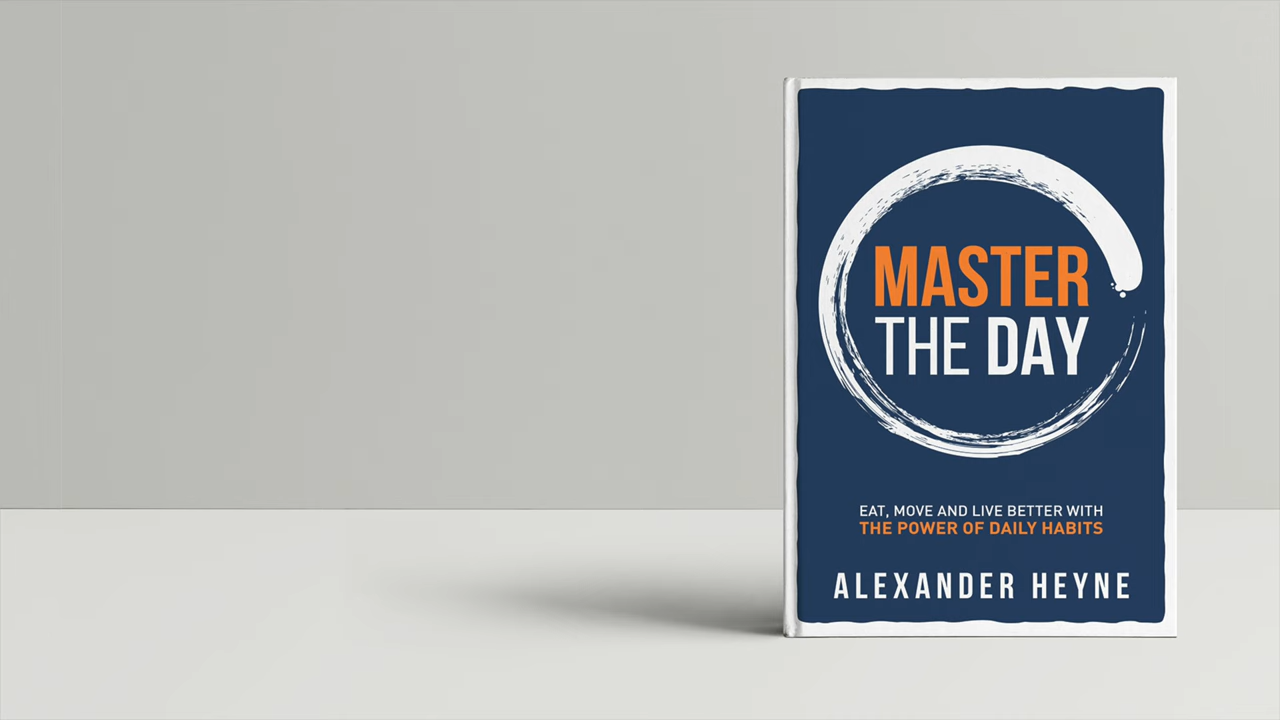 MASTER
THE DAY
EAT, MOVE AND LIVE BETTER WITH
THE POWER OF DAILY HABITS
ALEXANDER HEYNE